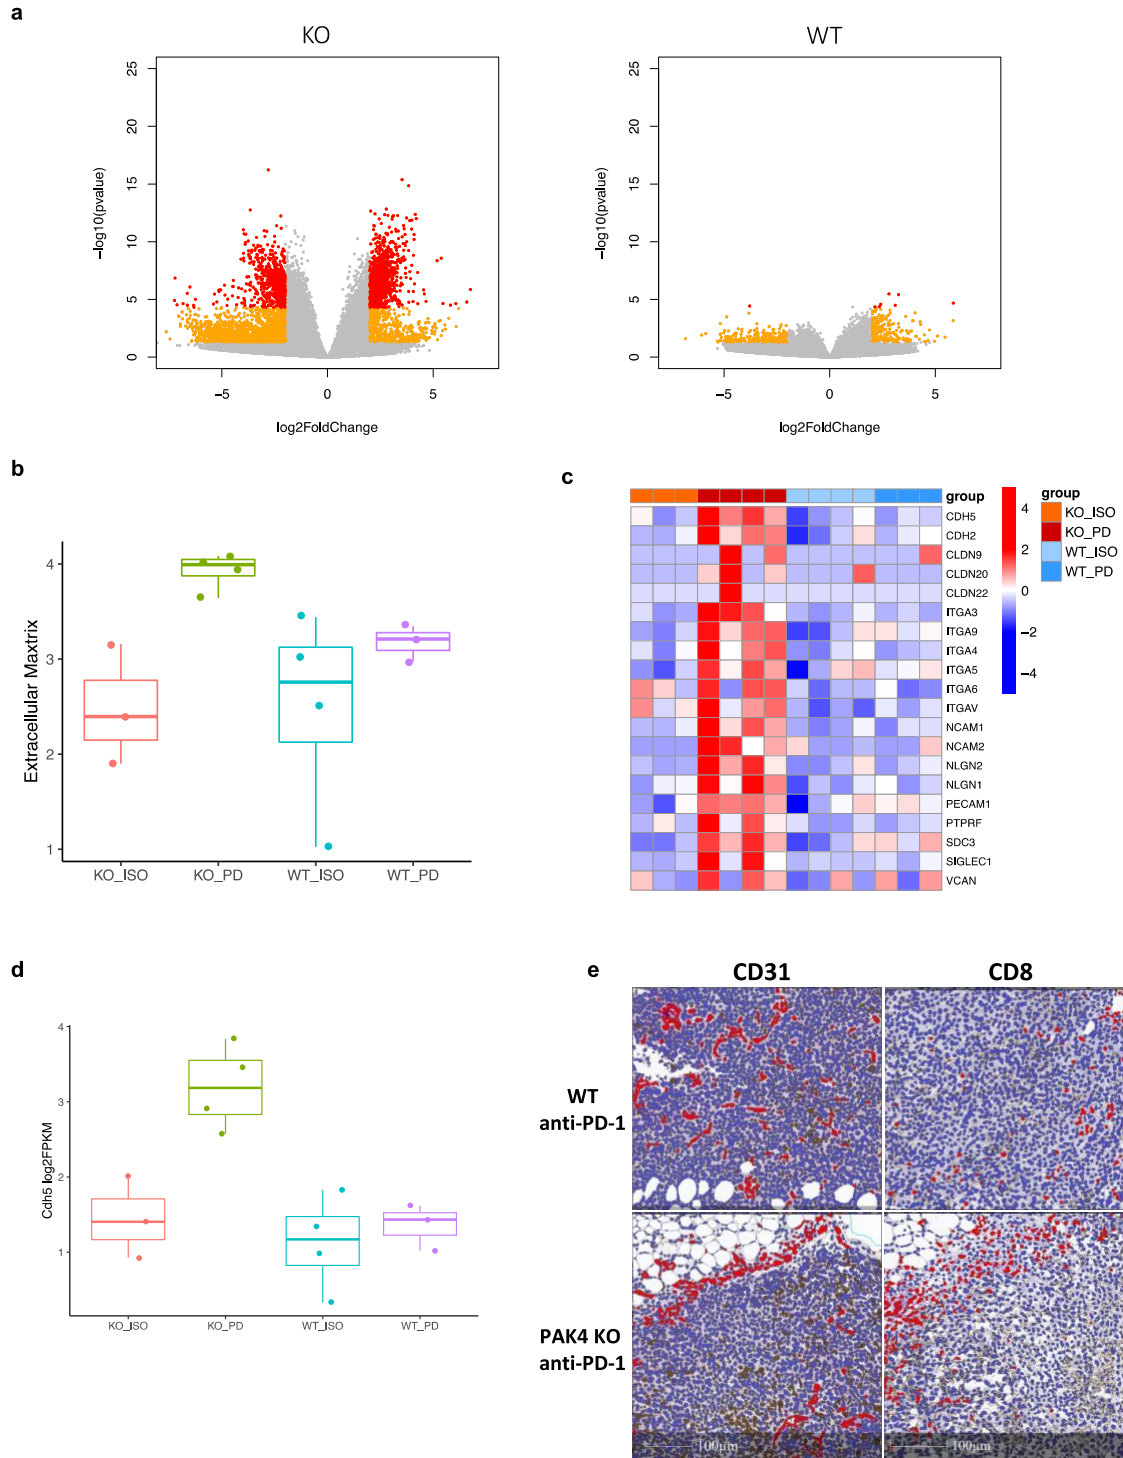 a
KO
WT
−log10(pvalue)
25
20
15
10
5
0
−5
0
5
log2FoldChange
−log10(pvalue)
25
20
15
10
5
0
−5
0
5
log2FoldChange
b
Extracellular Maxtrix
4
3
2
1
KO_ISO
KO_PD
WT_ISO
WT_PD
c
group
CDH5
CDH2
CLDN9
CLDN20
CLDN22
ITGA3
ITGA9
ITGA4
ITGA5
ITGA6
ITGAV
NCAM1
NCAM2
NLGN2
NLGN1
PECAM1
PTPRF
SDC3
SIGLEC1
VCAN
4
2
0
−2
−4
group
KO_ISO
KO_PD
WT_ISO
WT_PD
d
Cdh5 log2FPKM
4
3
2
1
KO_ISO
KO_PD
WT_ISO
WT_PD
e
CD31
CD8
WT
anti-PD-1
PAK4 KO
anti-PD-1
100µm
100µm